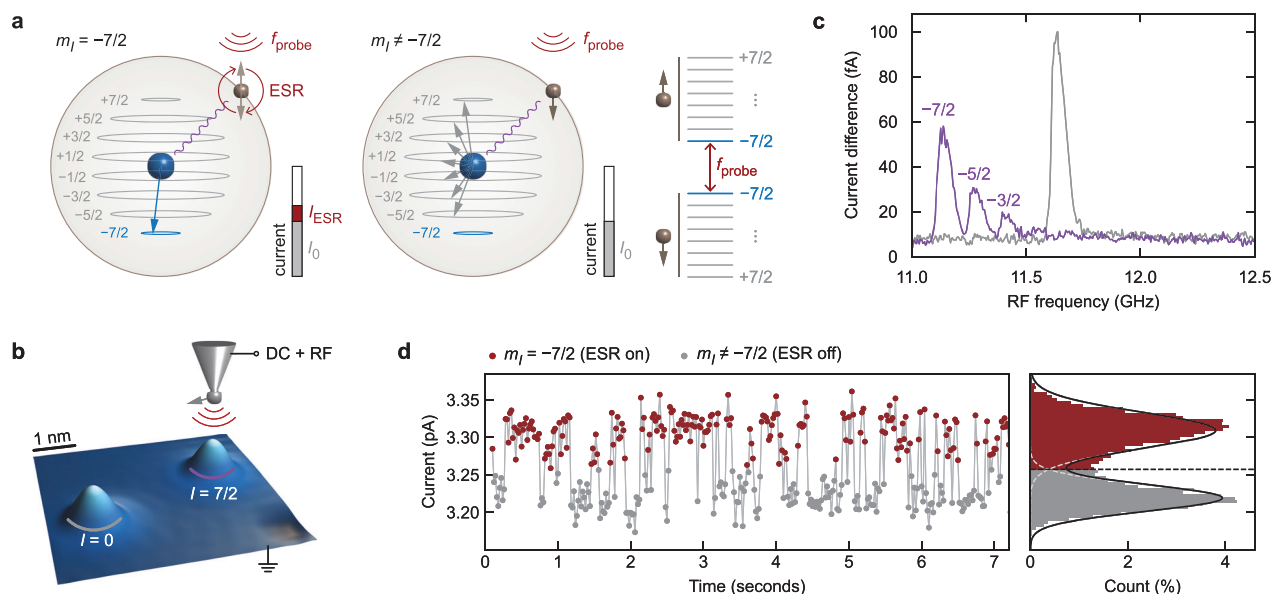 a
m_I = −7/2
f_probe
ESR
+7/2
+5/2
+3/2
+1/2
−1/2
−3/2
−5/2
−7/2
current
I_ESR
I_0
m_I ≠ −7/2
f_probe
+7/2
+5/2
+3/2
+1/2
−1/2
−3/2
−5/2
−7/2
current
I_0
+7/2
⋮
−7/2
f_probe
−7/2
⋮
+7/2
c
Current difference (fA)
100
80
60
40
20
0
−7/2
−5/2
−3/2
11.0 11.5 12.0 12.5
RF frequency (GHz)
b
DC + RF
1 nm
I = 7/2
I = 0
d
m_I = −7/2 (ESR on) m_I ≠ −7/2 (ESR off)
Current (pA)
3.35
3.30
3.25
3.20
0 1 2 3 4 5 6 7
Time (seconds)
0 2 4
Count (%)